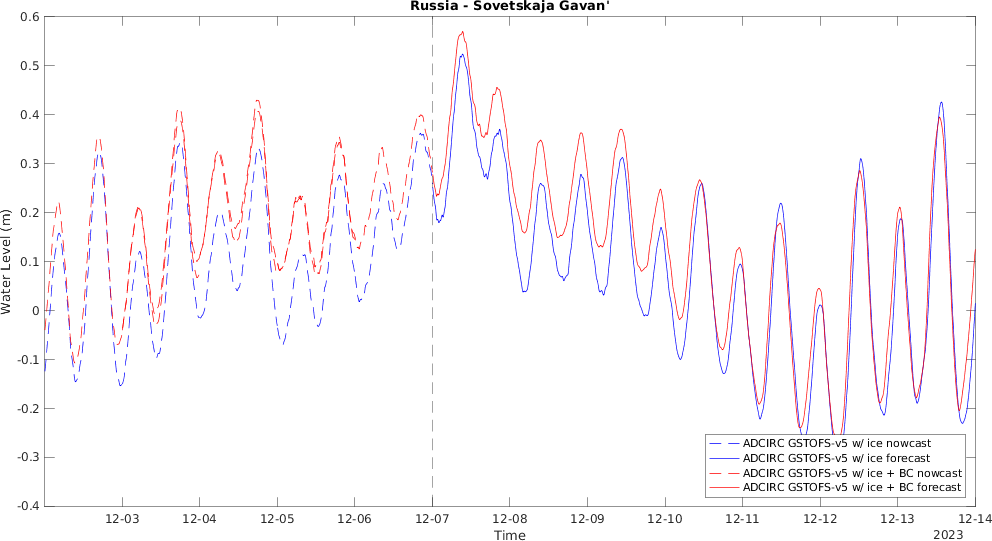 Russia - Sovetskaja Gavan'
Water Level (m)
0.6
0.5
0.4
0.3
0.2
0.1
0
-0.1
-0.2
-0.3
-0.4
ADCIRC GSTOFS-v5 w/ ice nowcast
ADCIRC GSTOFS-v5 w/ ice forecast
ADCIRC GSTOFS-v5 w/ ice + BC nowcast
ADCIRC GSTOFS-v5 w/ ice + BC forecast
12-03 12-04 12-05 12-06 12-07 12-08 12-09 12-10 12-11 12-12 12-13 12-14
Time
2023